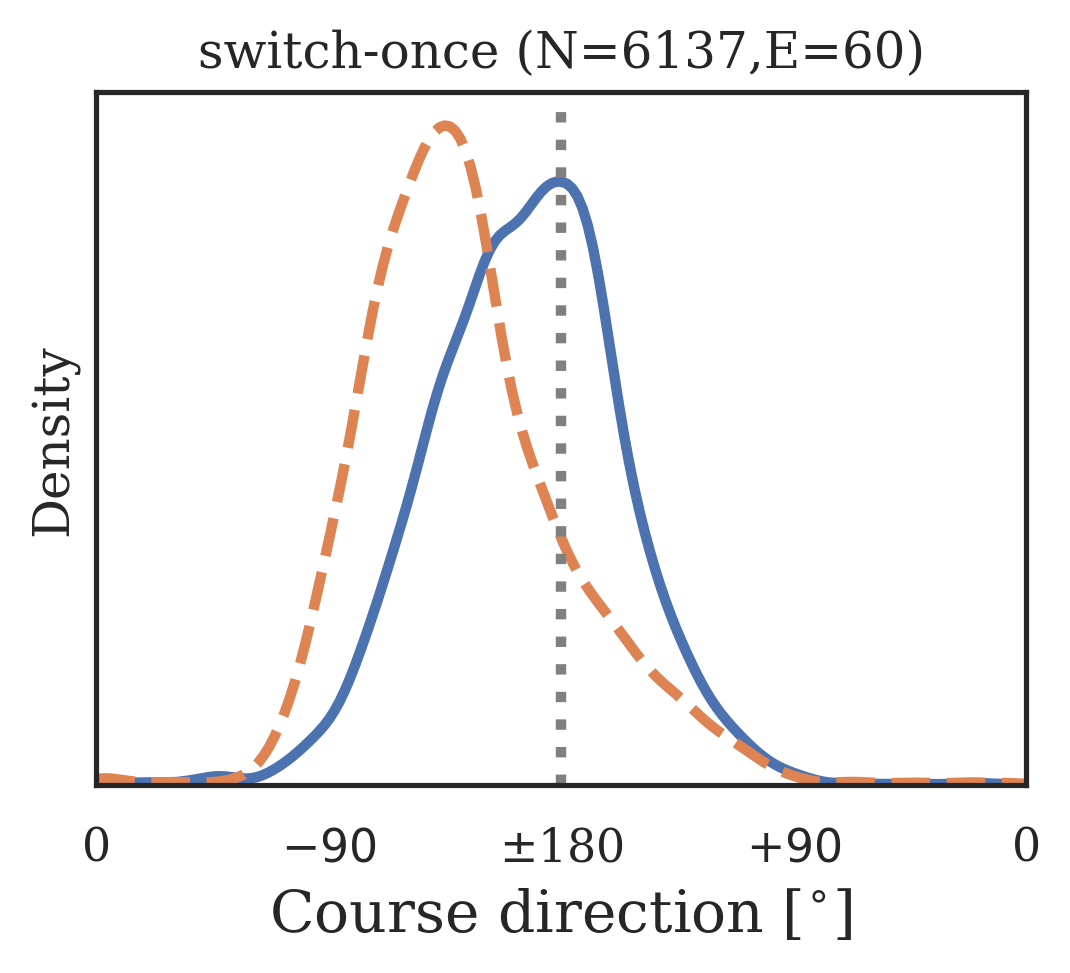 switch-once (N=6137,E=60)
Density
0 −90 ±180 +90 0
Course direction [°]